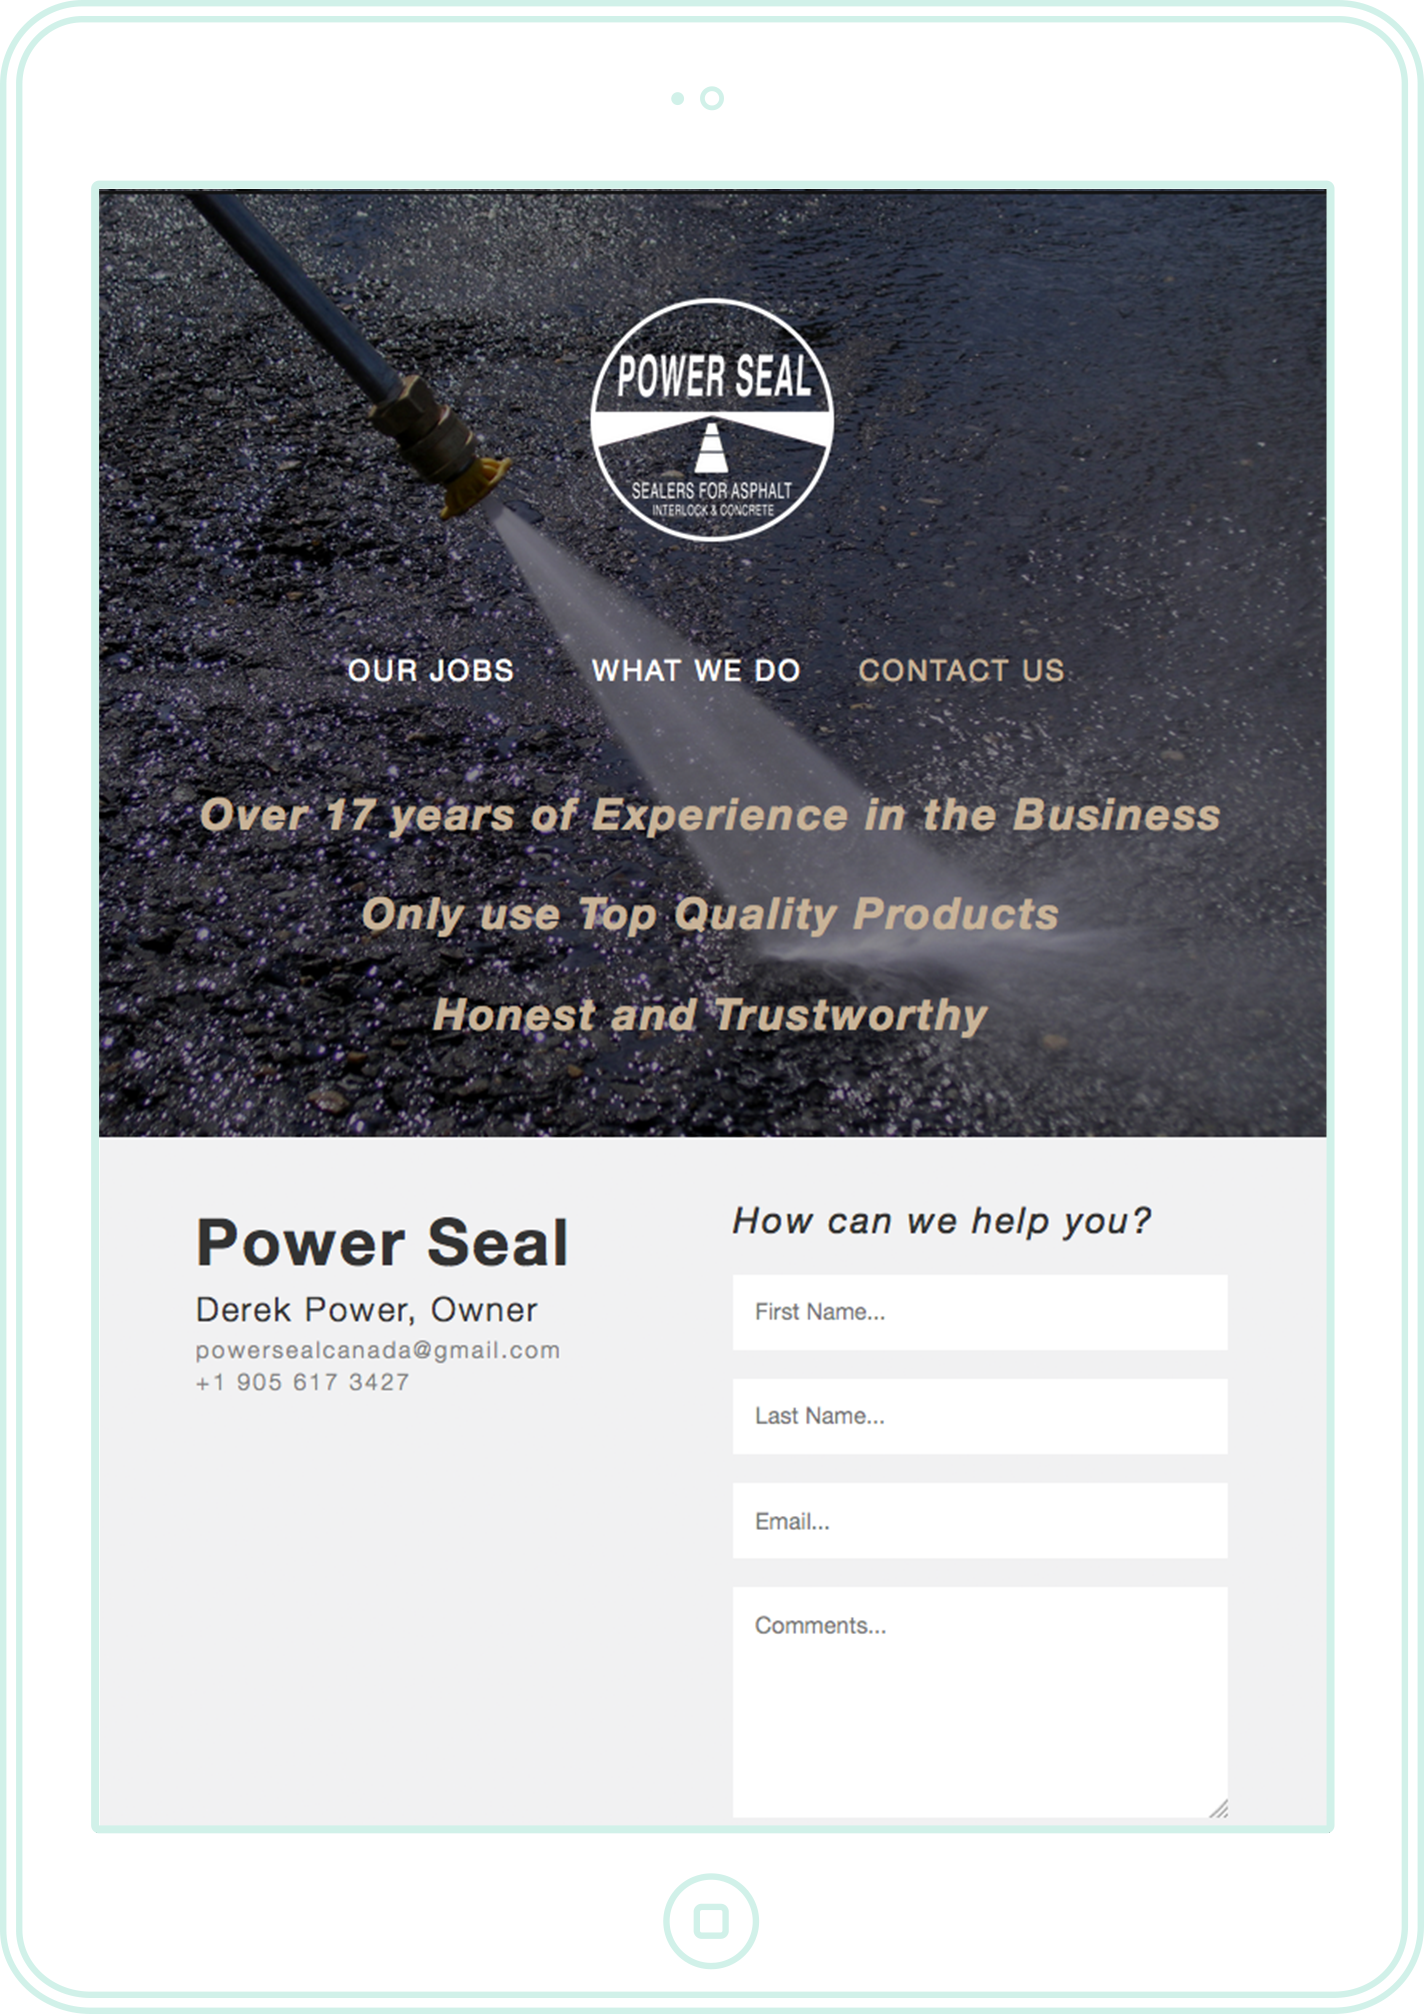 POWER SEAL
SEALERS FOR ASPHALT
INTERLOCK & CONCRETE
OUR JOBS WHAT WE DO CONTACT US
Over 17 years of Experience in the Business
Only use Top Quality Products
Honest and Trustworthy
Power Seal
Derek Power, Owner
powersealcanada@gmail.com
+1 905 617 3427
How can we help you?
First Name...
Last Name...
Email...
Comments...